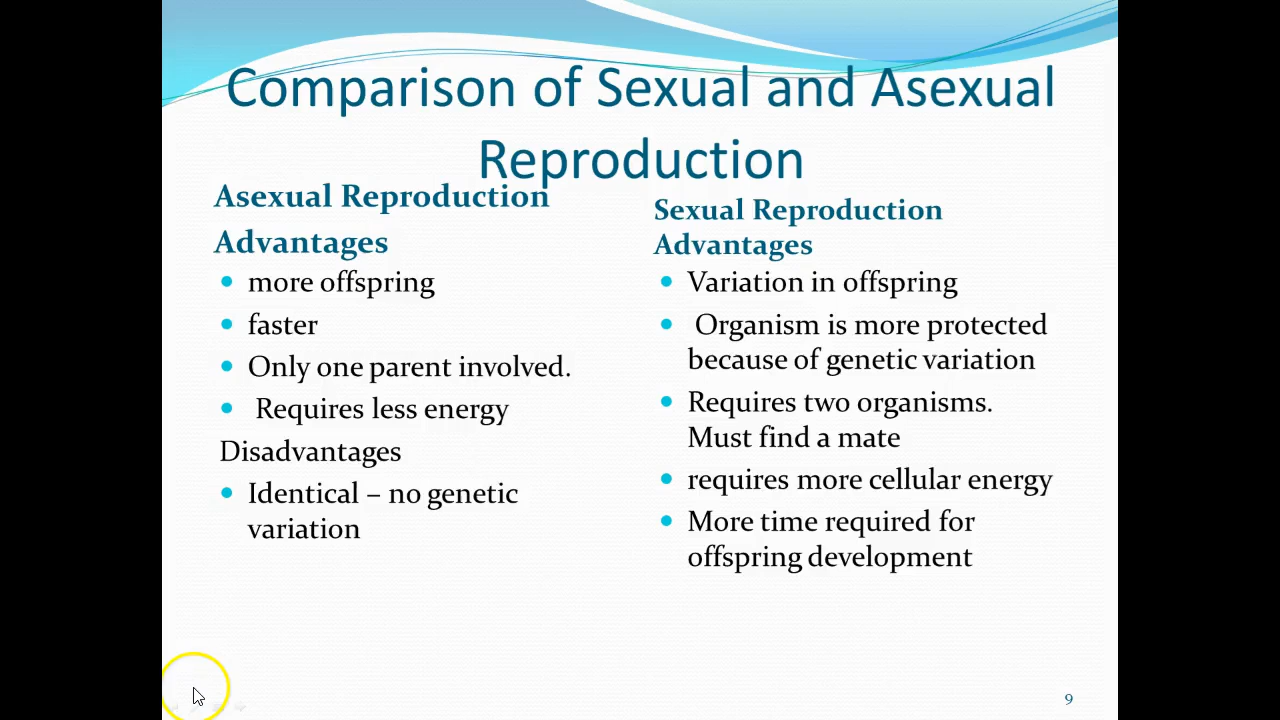 Comparison of Sexual and Asexual
Reproduction
Asexual Reproduction
Advantages
• more offspring
• faster
• Only one parent involved.
• Requires less energy
Disadvantages
• Identical – no genetic
variation
Sexual Reproduction
Advantages
• Variation in offspring
• Organism is more protected
because of genetic variation
• Requires two organisms.
Must find a mate
• requires more cellular energy
• More time required for
offspring development
9